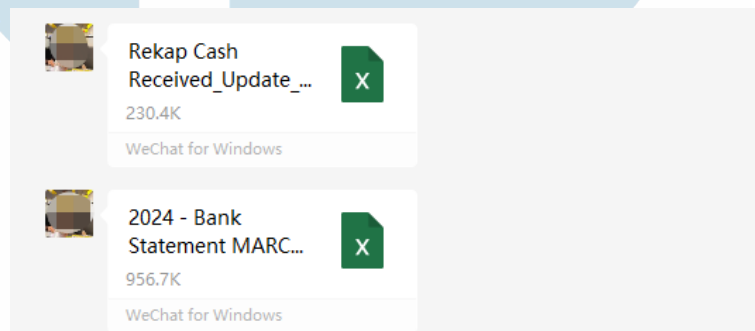 Rekap Cash
Received_Update_...
X
230.4K
WeChat for Windows
2024 - Bank
Statement MARC...
X
956.7K
WeChat for Windows